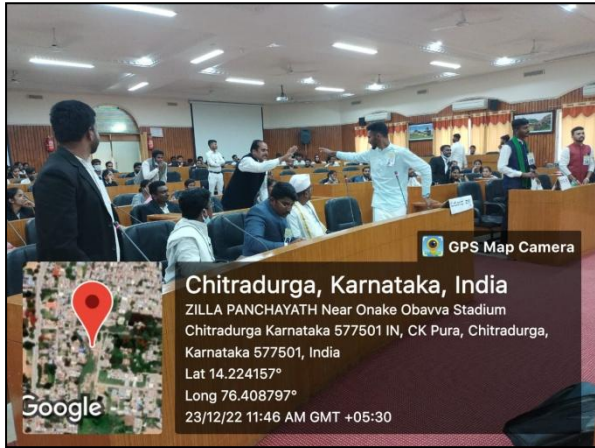 GPS Map Camera
Chitradurga, Karnataka, India
ZILLA PANCHAYATH Near Onake Obavva Stadium
Chitradurga Karnataka 577501 IN, CK Pura, Chitradurga,
Karnataka 577501, India
Lat 14.224157°
Long 76.408797°
23/12/22 11:46 AM GMT +05:30
Google